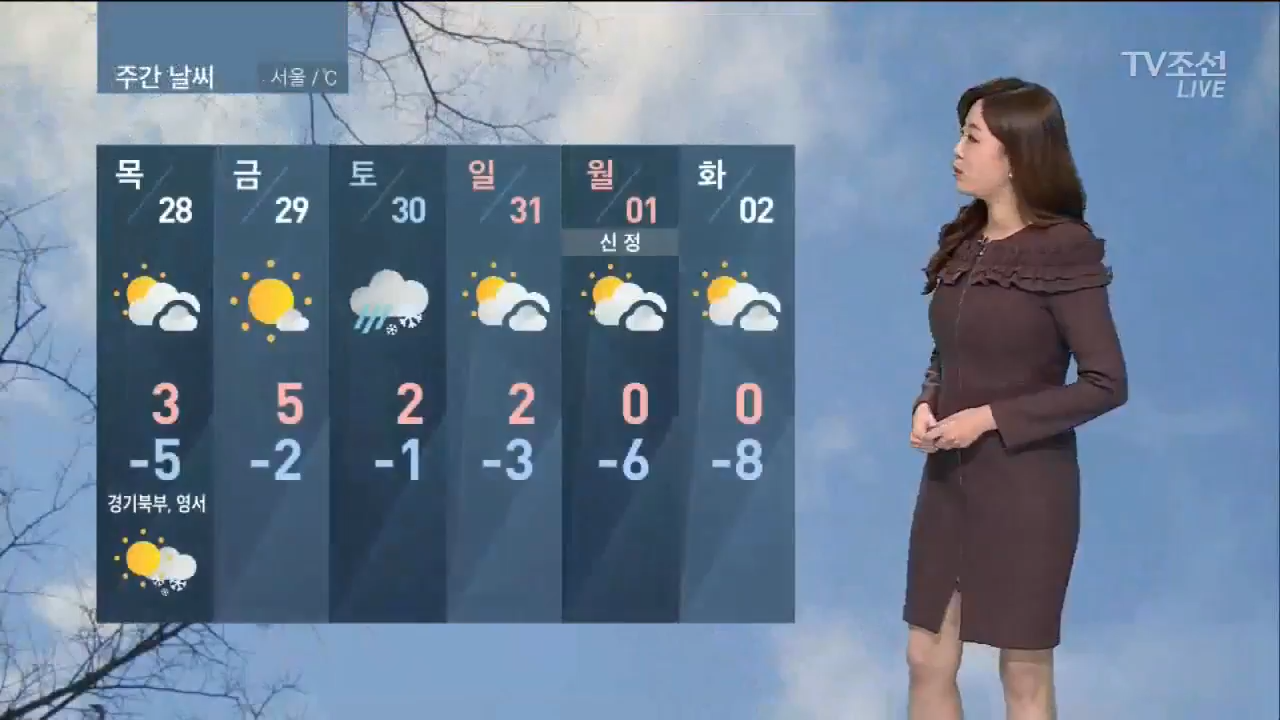 주간 날씨
서울 / ℃
TV조선
LIVE
목 금 토 일 월 화
28 29 30 31 01 02
신 정
3 5 2 2 0 0
-5 -2 -1 -3 -6 -8
경기북부, 영서